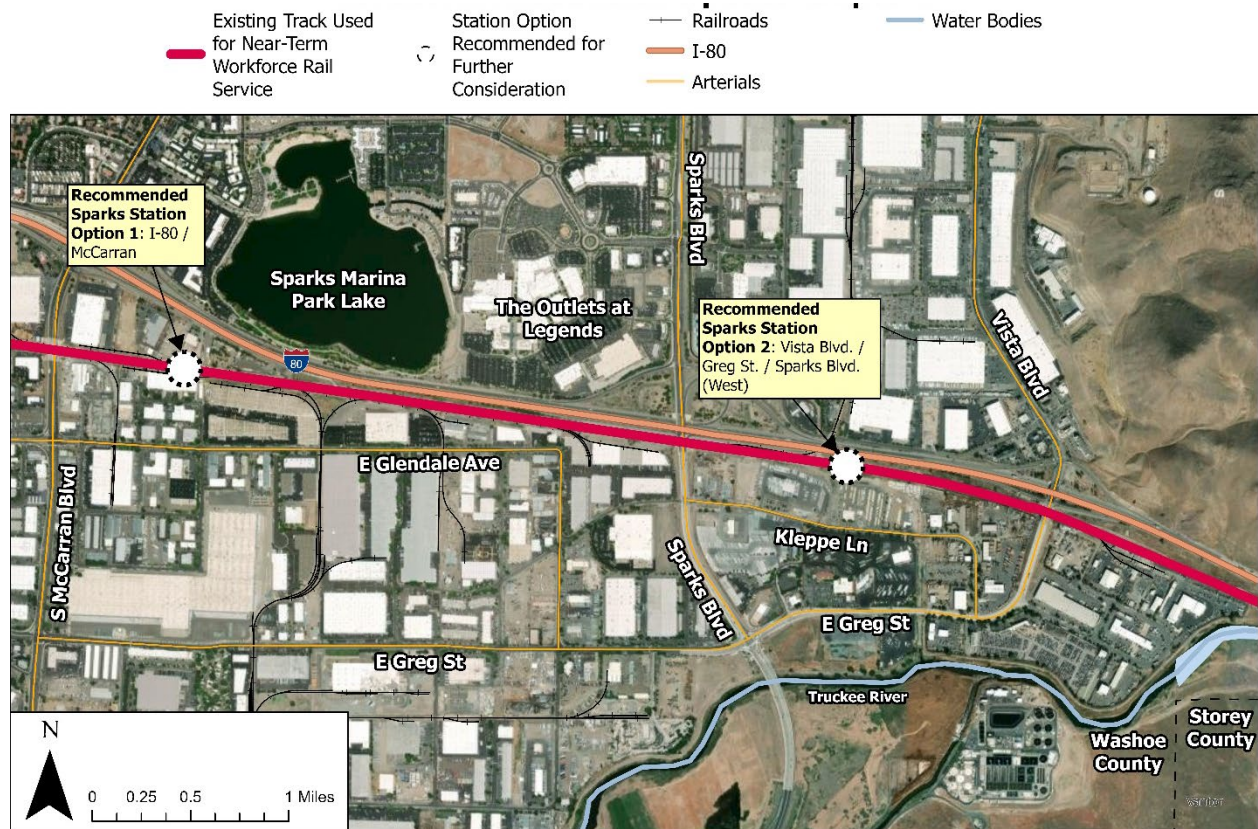 Existing Track Used
for Near-Term
Workforce Rail
Service
Station Option
Recommended for
Further
Consideration
Railroads
I-80
Arterials
Water Bodies
Recommended
Sparks Station
Option 1: I-80 /
McCarran
Sparks Marina
Park Lake
The Outlets at
Legends
Sparks Blvd
Recommended
Sparks Station
Option 2: Vista Blvd. /
Greg St. / Sparks Blvd.
(West)
Vista Blvd
80
E Glendale Ave
S McCarran Blvd
Kleppe Ln
Sparks Blvd
E Greg St
E Greg St
Truckee River
Washoe
County
Storey
County
N
0 0.25 0.5 1 Miles